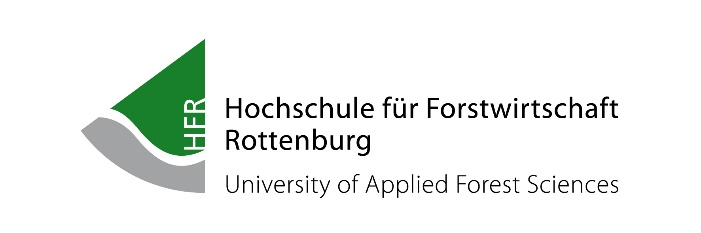 HFR
Hochschule für Forstwirtschaft
Rottenburg
University of Applied Forest Sciences